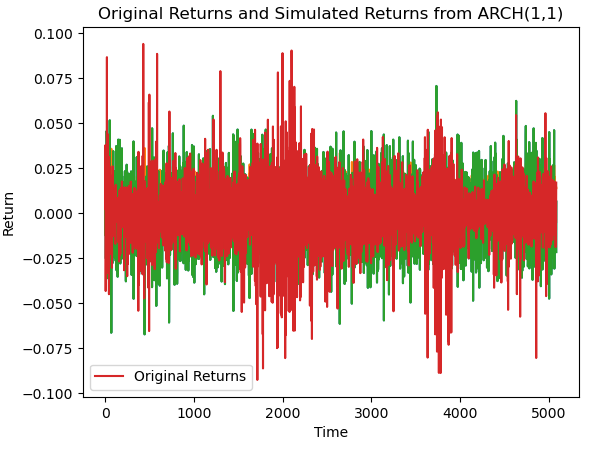 Original Returns and Simulated Returns from ARCH(1,1)
0.100
0.075
0.050
0.025
0.000
−0.025
−0.050
−0.075
−0.100
Return
Original Returns
0 1000 2000 3000 4000 5000
Time